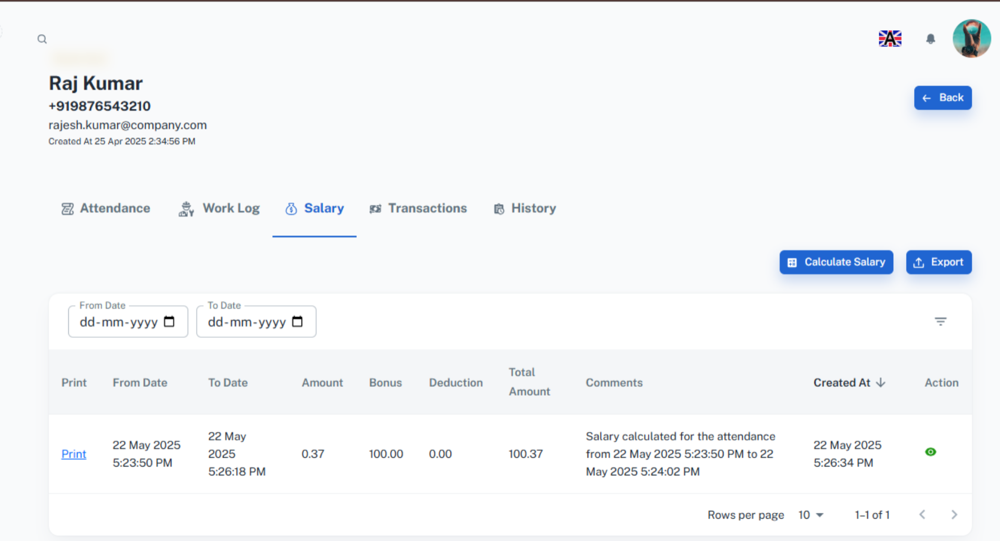 A
Raj Kumar
+919876543210
rajesh.kumar@company.com
Created At 25 Apr 2025 2:34:56 PM
Back
Attendance
Work Log
Salary
Transactions
History
Calculate Salary
Export
From Date
dd-mm-yyyy
To Date
dd-mm-yyyy
Print
From Date
To Date
Amount
Bonus
Deduction
Total
Amount
Comments
Created At
Action
Print
22 May 2025
5:23:50 PM
22 May
2025
5:26:18 PM
0.37
100.00
0.00
100.37
Salary calculated for the attendance
from 22 May 2025 5:23:50 PM to 22
May 2025 5:24:02 PM
22 May 2025
5:26:34 PM
Rows per page
10
1–1 of 1